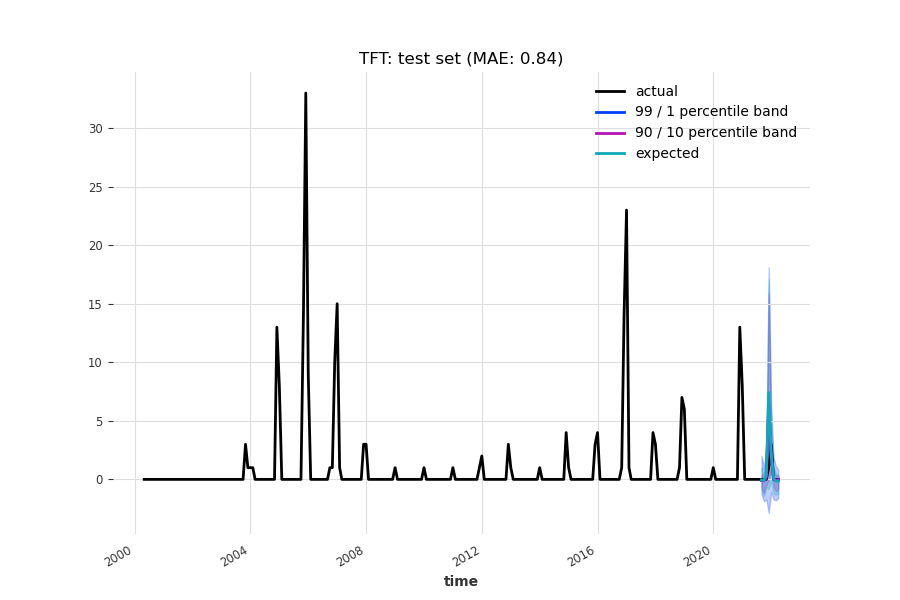 TFT: test set (MAE: 0.84)
actual
99 / 1 percentile band
90 / 10 percentile band
expected
30
25
20
15
10
5
0
2000
2004
2008
2012
2016
2020
time